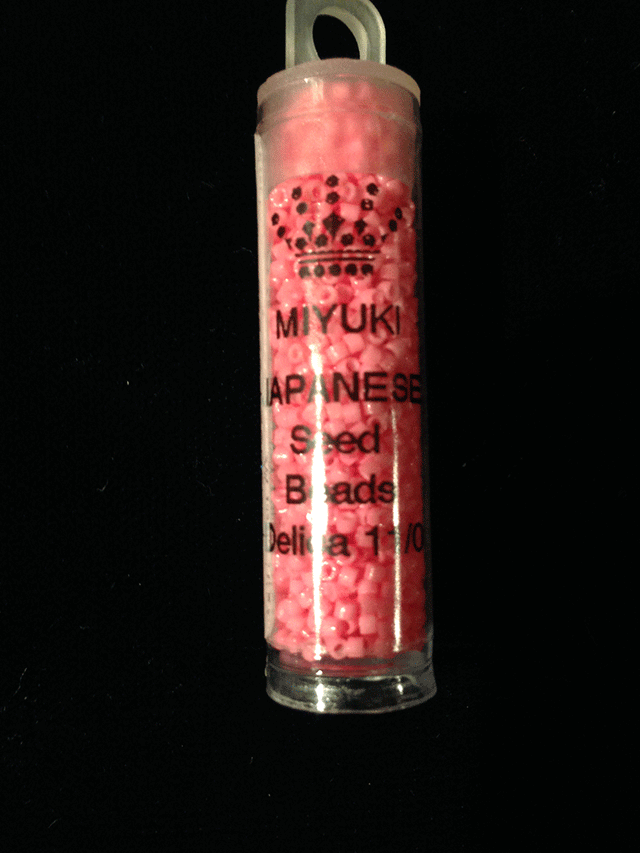 MIYUKI
JAPANESE
Seed
Beads
Delica 11/0